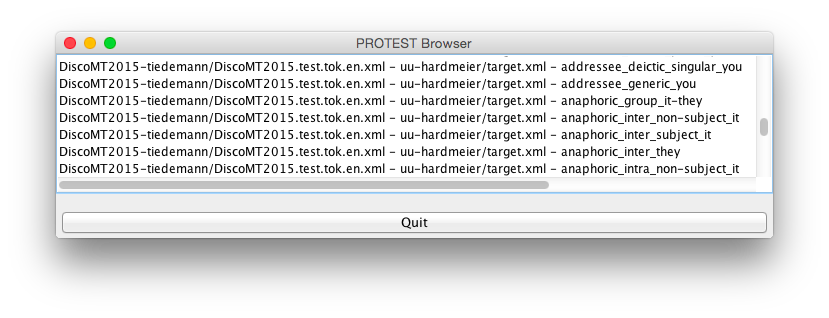 PROTEST Browser
DiscoMT2015-tiedemann/DiscoMT2015.test.tok.en.xml - uu-hardmeier/target.xml - addressee_deictic_singular_you
DiscoMT2015-tiedemann/DiscoMT2015.test.tok.en.xml - uu-hardmeier/target.xml - addressee_generic_you
DiscoMT2015-tiedemann/DiscoMT2015.test.tok.en.xml - uu-hardmeier/target.xml - anaphoric_group_it-they
DiscoMT2015-tiedemann/DiscoMT2015.test.tok.en.xml - uu-hardmeier/target.xml - anaphoric_inter_non-subject_it
DiscoMT2015-tiedemann/DiscoMT2015.test.tok.en.xml - uu-hardmeier/target.xml - anaphoric_inter_subject_it
DiscoMT2015-tiedemann/DiscoMT2015.test.tok.en.xml - uu-hardmeier/target.xml - anaphoric_inter_they
DiscoMT2015-tiedemann/DiscoMT2015.test.tok.en.xml - uu-hardmeier/target.xml - anaphoric_intra_non-subject_it
Quit